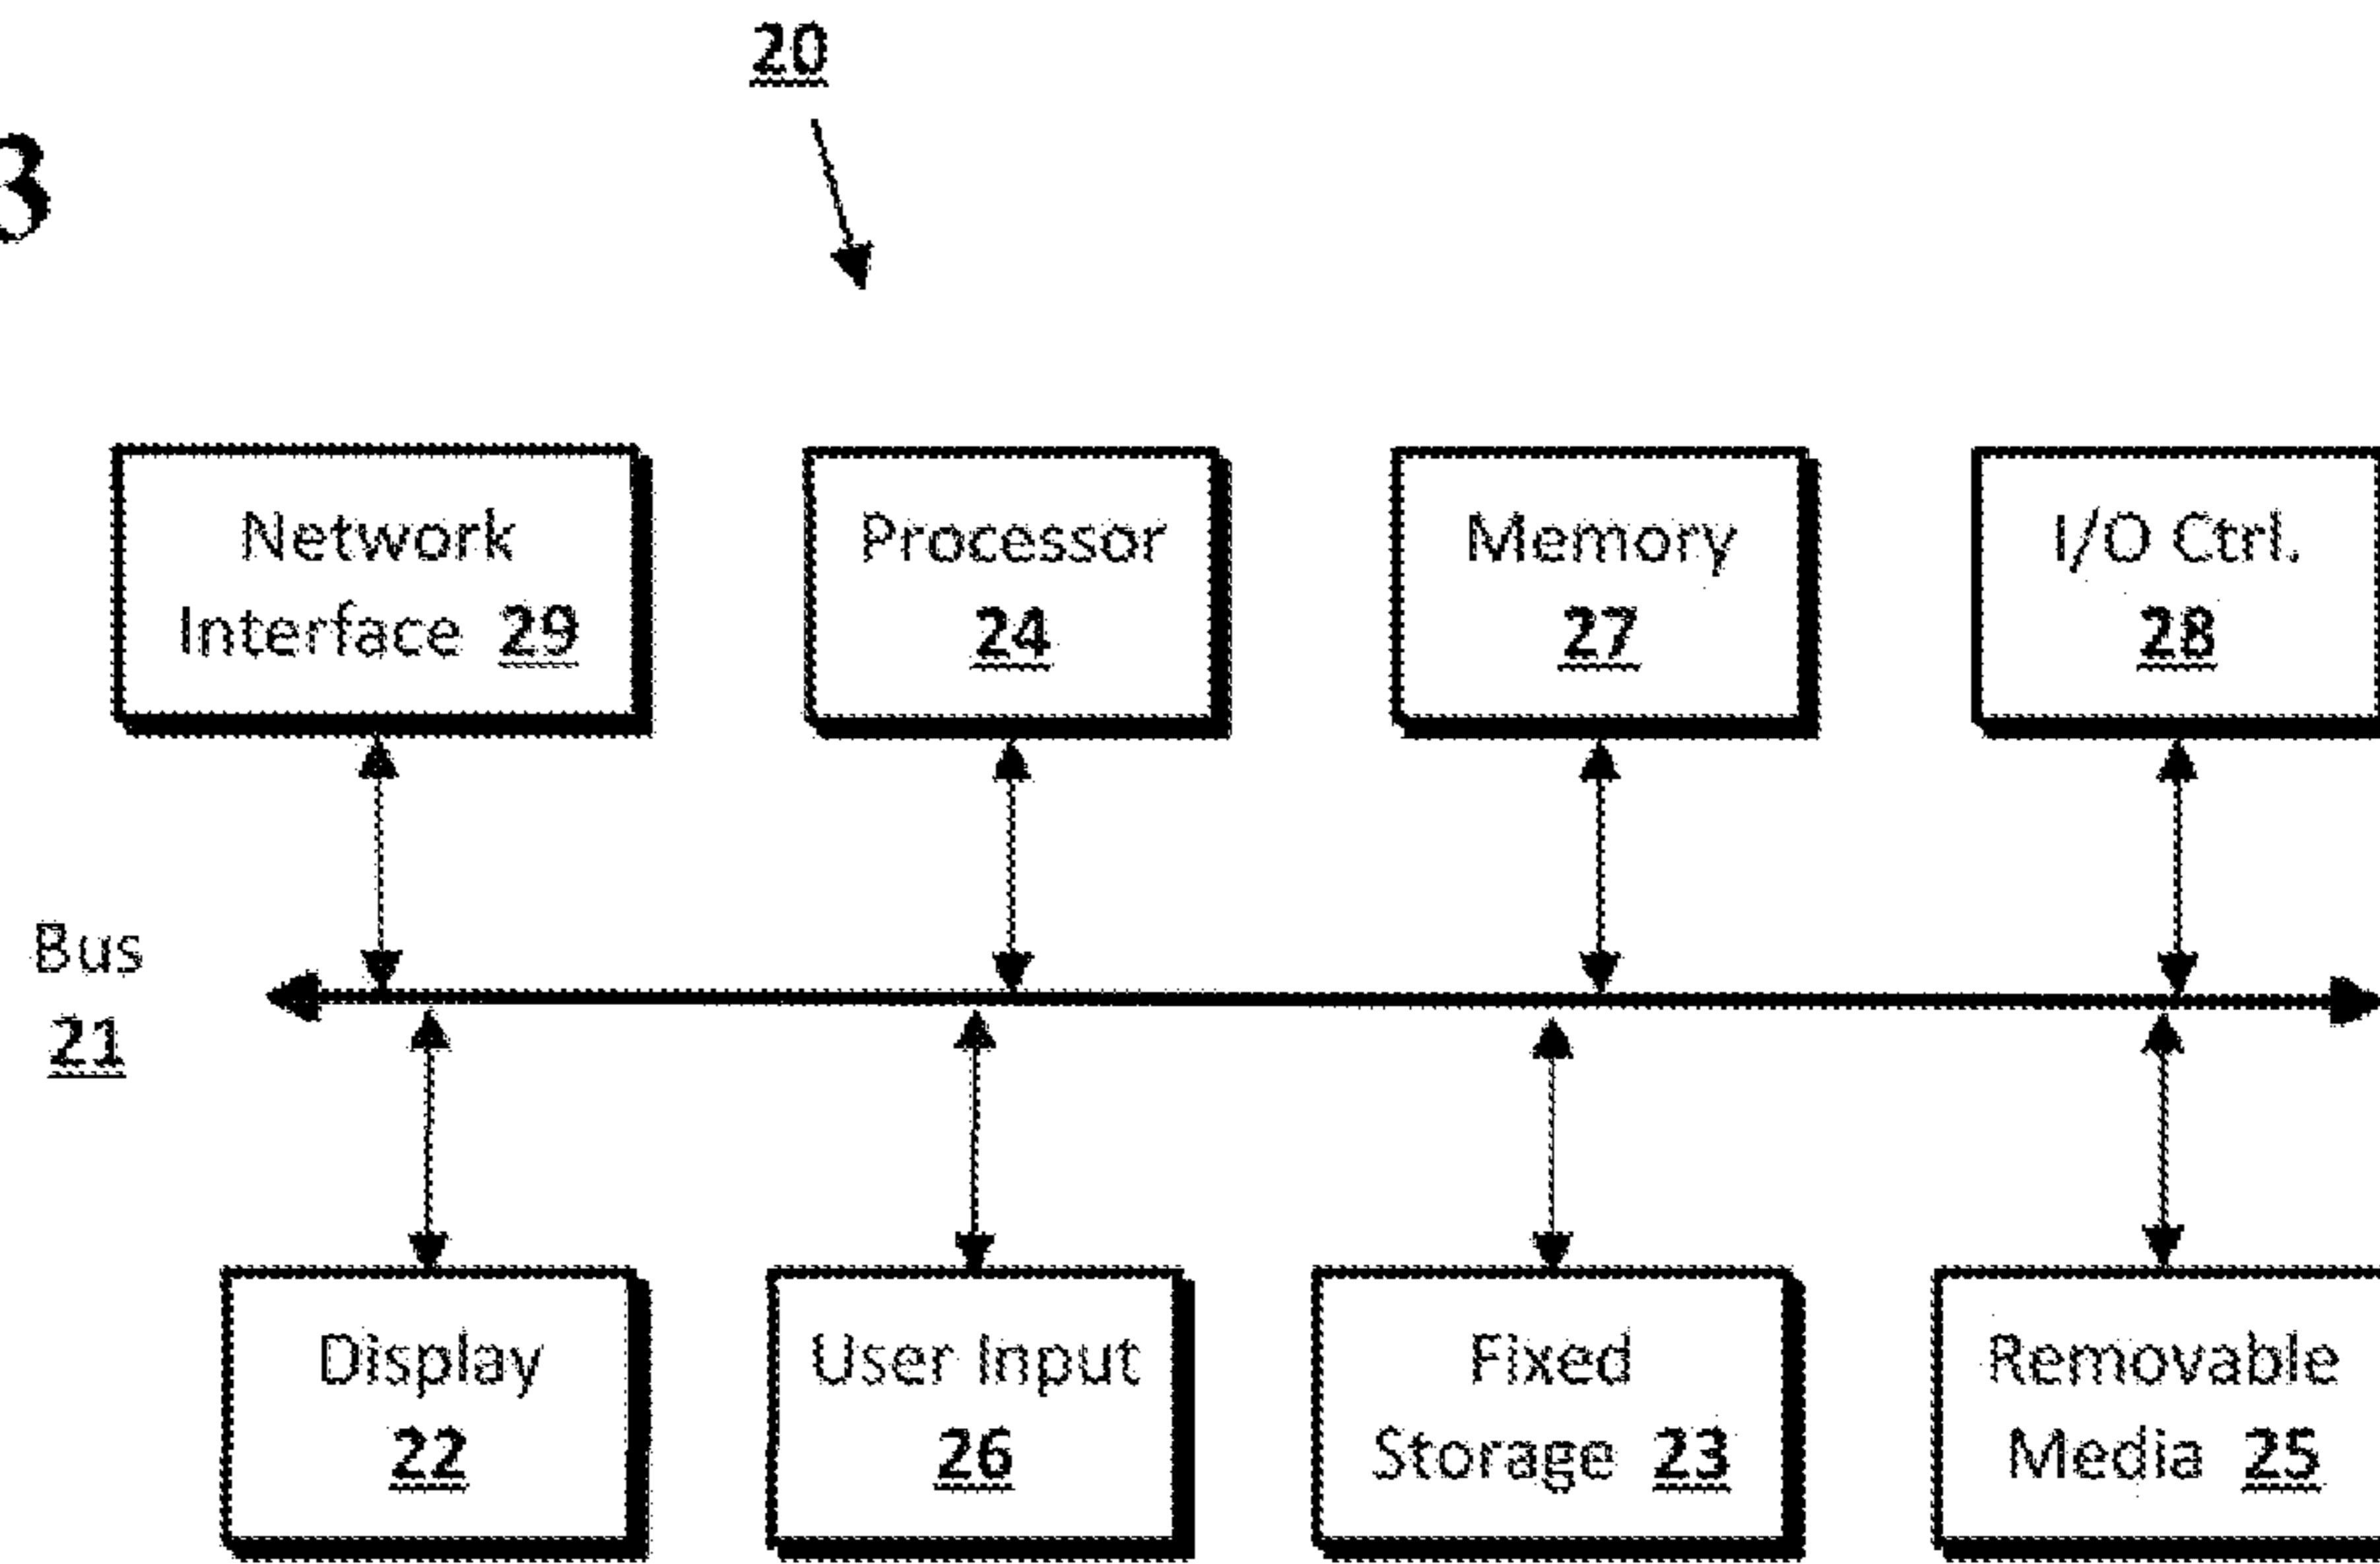 20
3
Network
Interface 29
Processor
24
Memory
27
I/O Ctrl.
28
Bus
21
Display
22
User Input
26
Fixed
Storage 23
Removable
Media 25